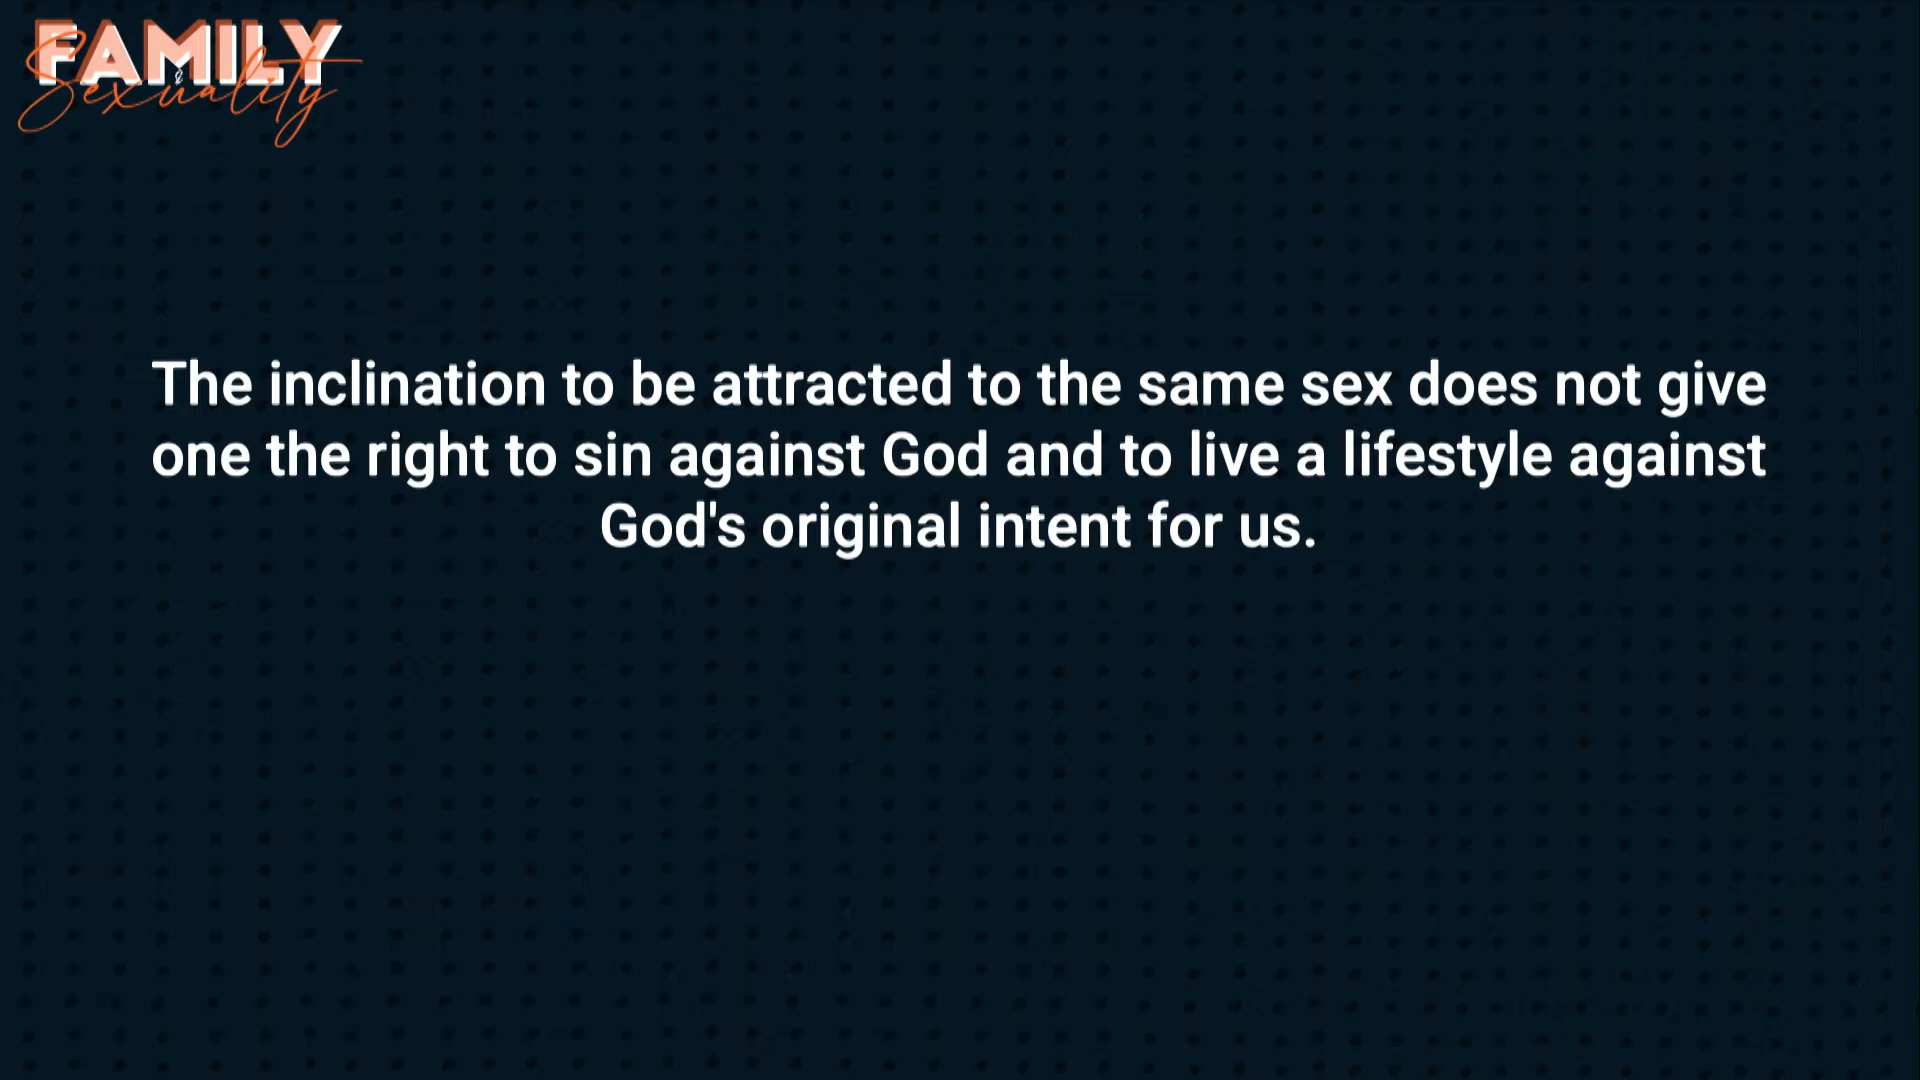 FAMILY
&
Sexuality
The inclination to be attracted to the same sex does not give
one the right to sin against God and to live a lifestyle against
God's original intent for us.